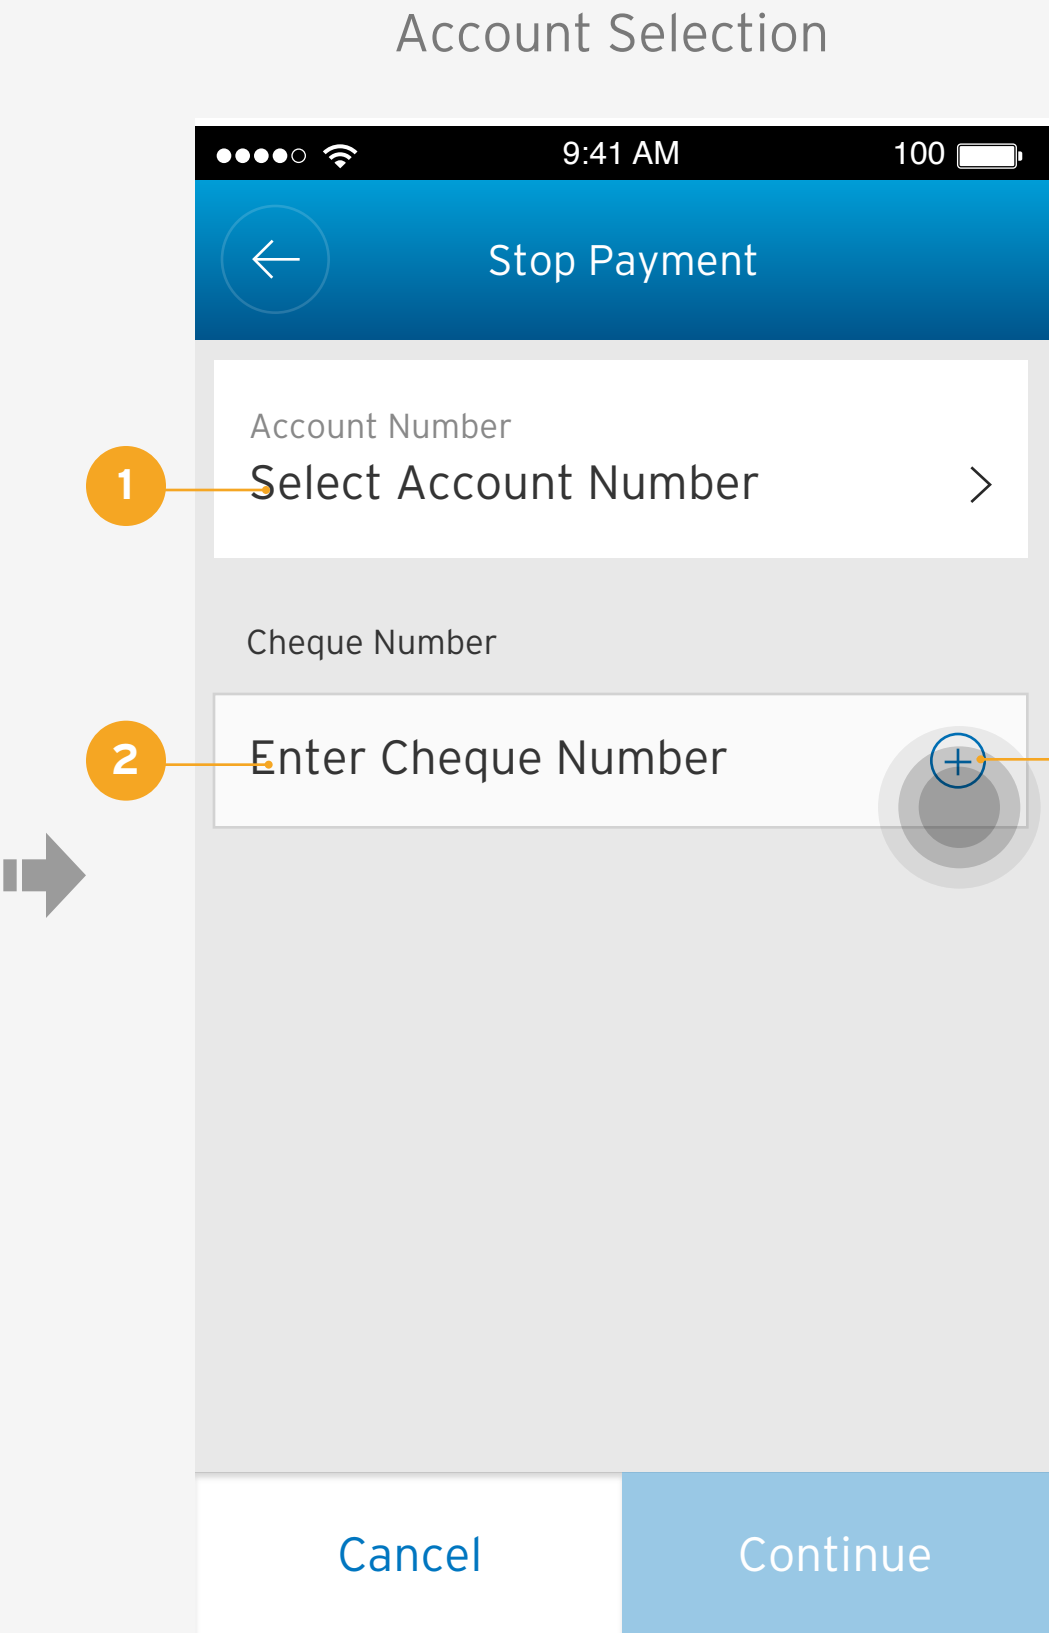 Account Selection
9:41 AM 100
Stop Payment
Account Number
1 Select Account Number
Cheque Number
2 Enter Cheque Number
Cancel Continue